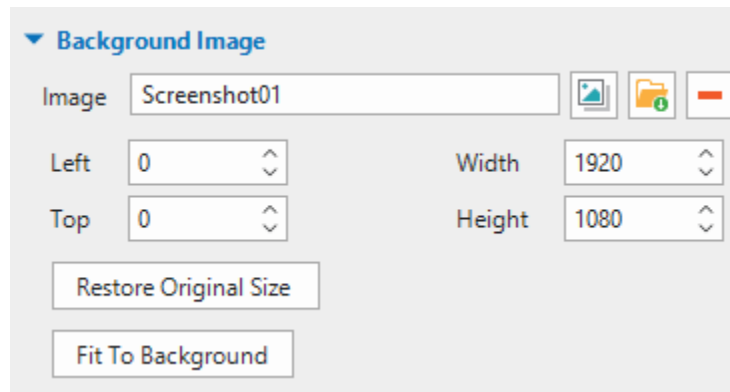 Background Image
Image Screenshot01
Left 0 Width 1920
Top 0 Height 1080
Restore Original Size
Fit To Background